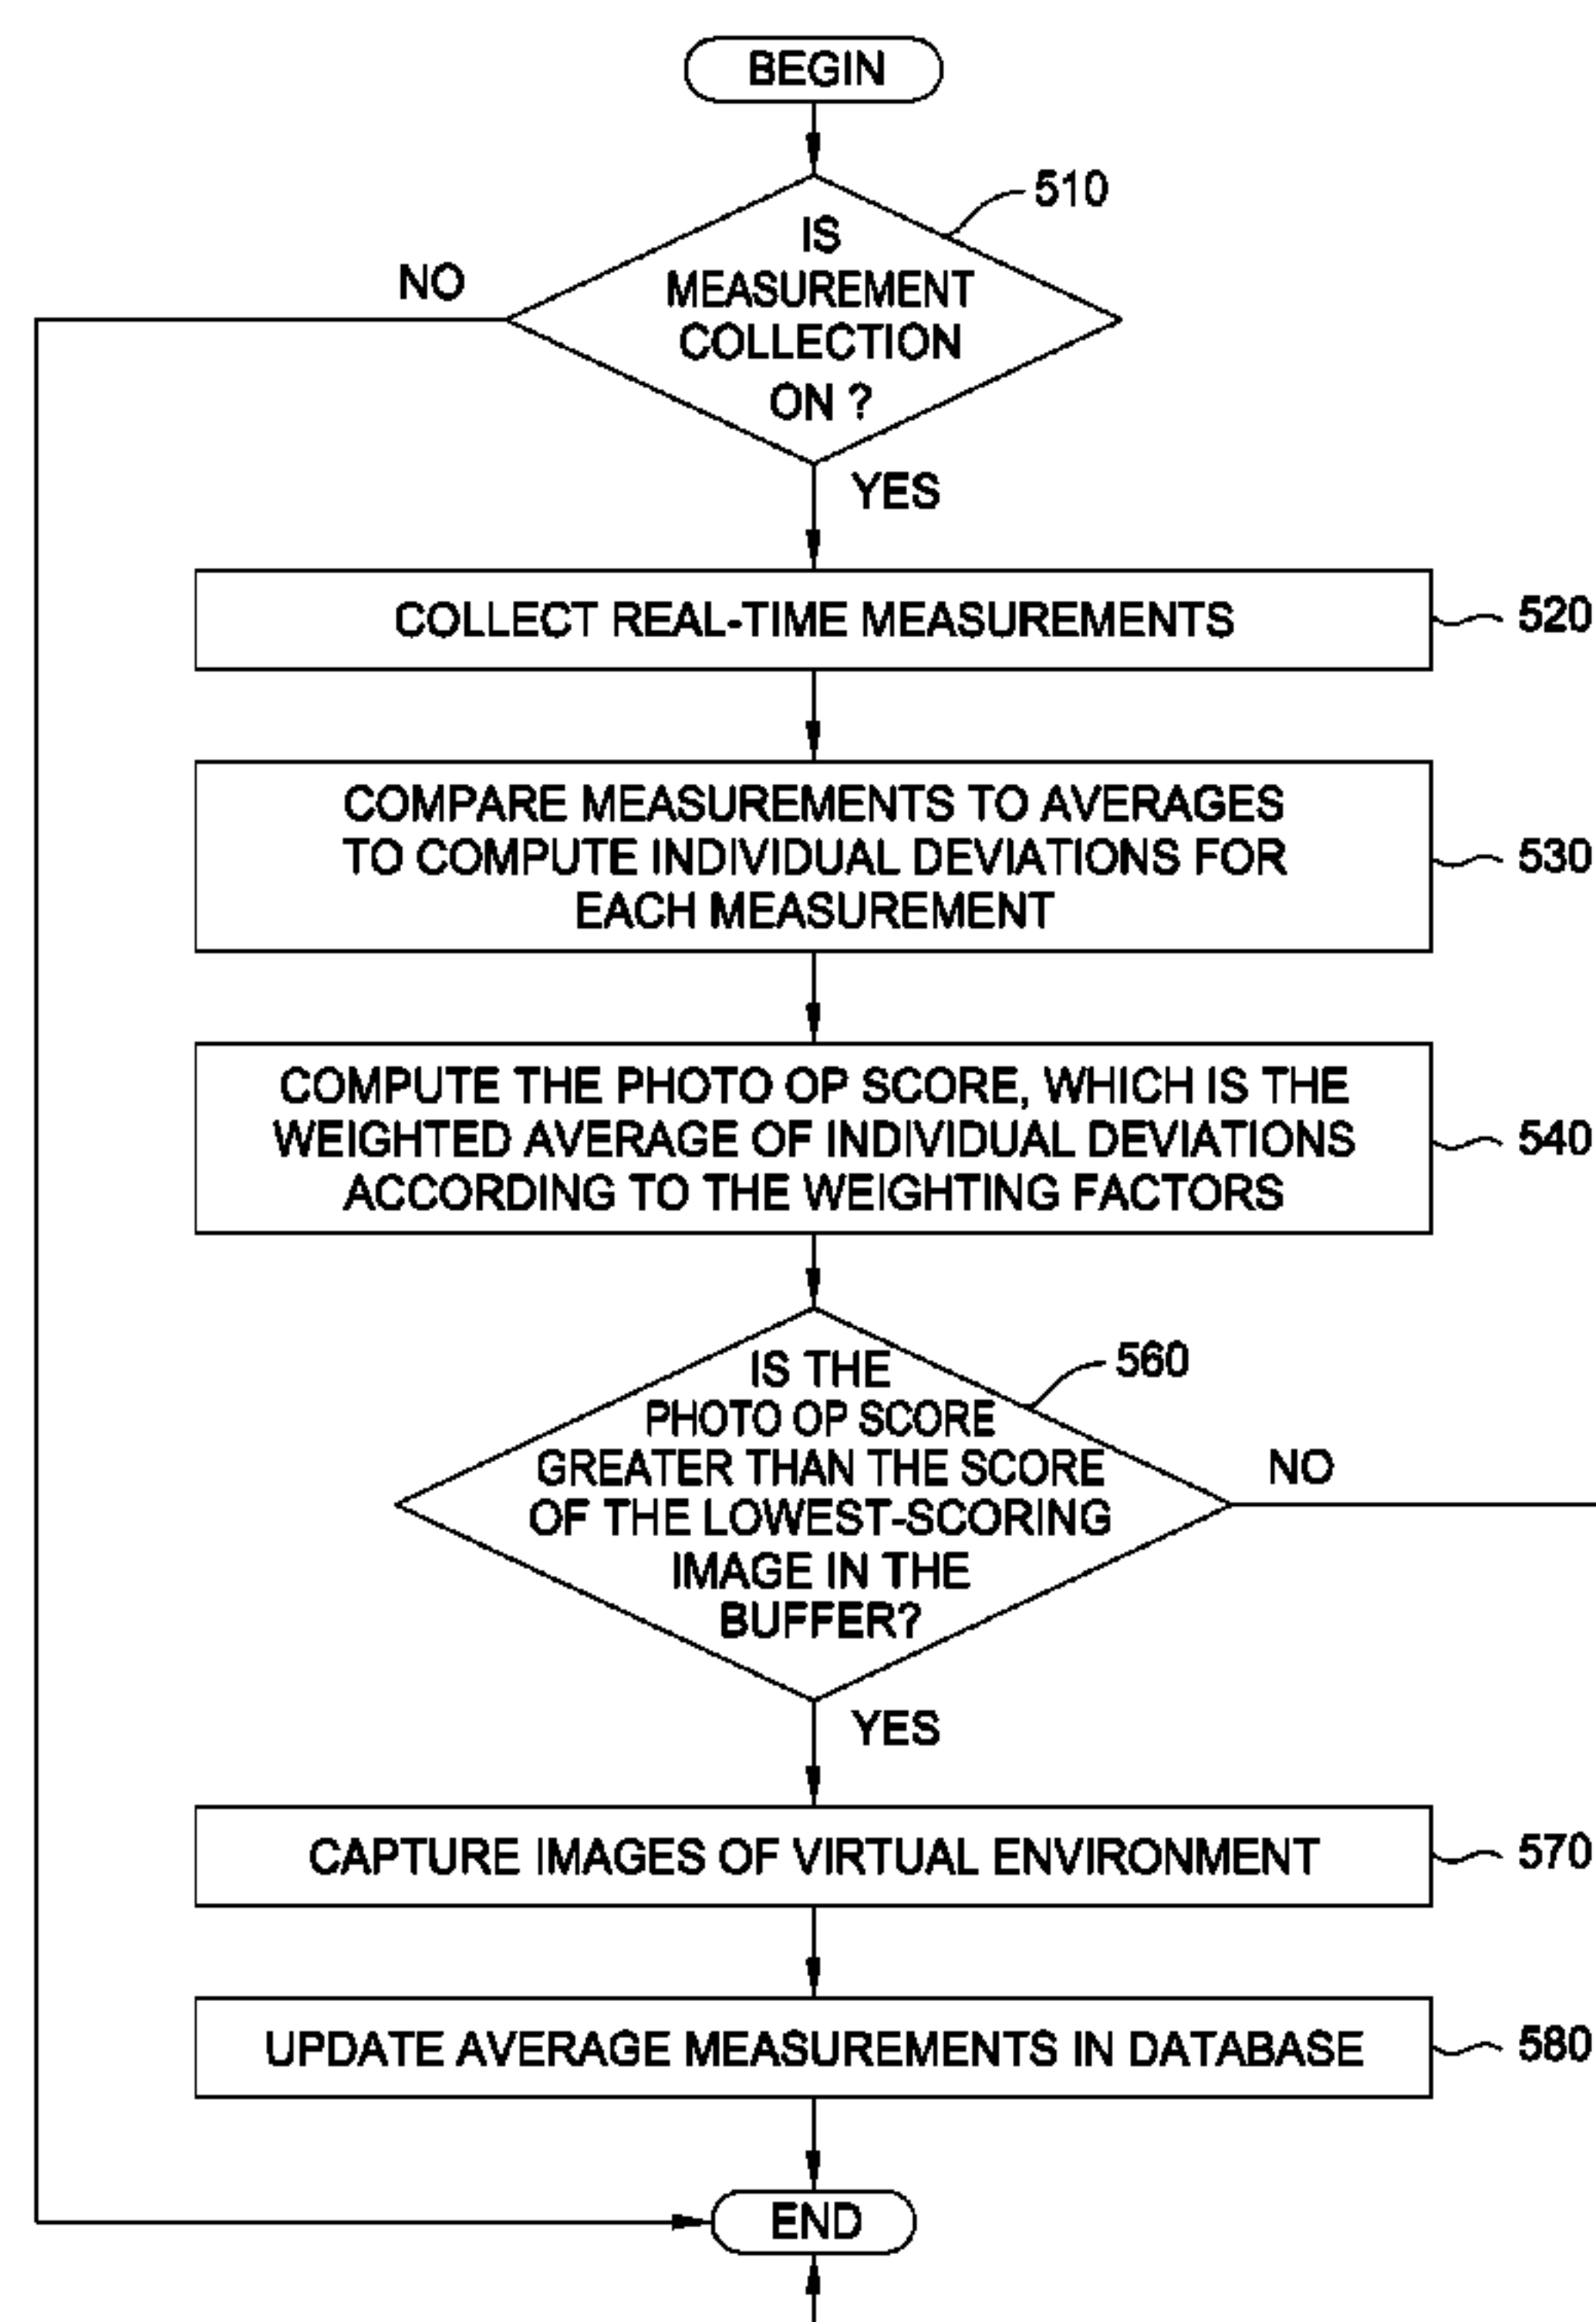 BEGIN
510
IS
MEASUREMENT
COLLECTION
ON ?
NO
YES
COLLECT REAL-TIME MEASUREMENTS
520
COMPARE MEASUREMENTS TO AVERAGES
TO COMPUTE INDIVIDUAL DEVIATIONS FOR
EACH MEASUREMENT
530
COMPUTE THE PHOTO OP SCORE, WHICH IS THE
WEIGHTED AVERAGE OF INDIVIDUAL DEVIATIONS
ACCORDING TO THE WEIGHTING FACTORS
540
IS THE
PHOTO OP SCORE
GREATER THAN THE SCORE
OF THE LOWEST-SCORING
IMAGE IN THE
BUFFER?
560
NO
YES
CAPTURE IMAGES OF VIRTUAL ENVIRONMENT
570
UPDATE AVERAGE MEASUREMENTS IN DATABASE
580
END